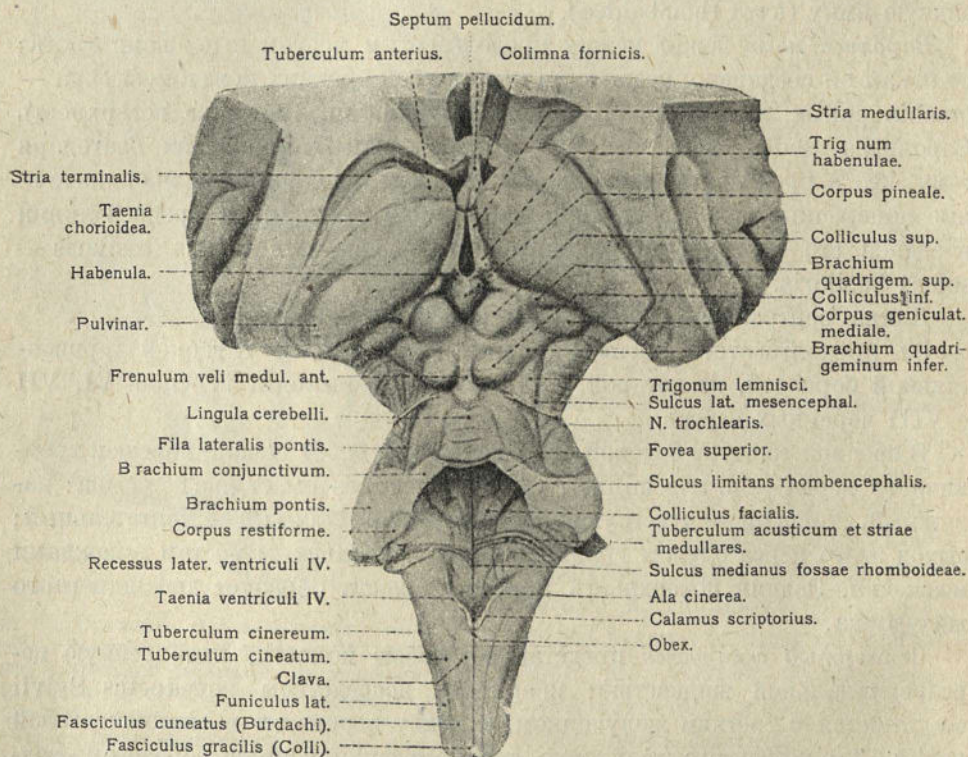 Septum pellucidum.
Tuberculum anterius.
Colimna fornicis.
Stria terminalis.
Taenia
chorioidea.
Habenula.
Pulvinar.
Frenulum veli medul. ant.
Lingula cerebelli.
Fila lateralis pontis.
B rachium conjunctivum.
Brachium pontis.
Corpus restiforme.
Recessus later. ventriculi IV.
Taenia ventriculi IV.
Tuberculum cinereum.
Tuberculum cineatum.
Clava.
Funiculus lat.
Fasciculus cuneatus (Burdachi).
Fasciculus gracilis (Colli).
Stria medullaris.
Trig num
habenulae.
Corpus pineale.
Colliculus sup.
Brachium
quadrigem. sup.
Colliculus inf.
Corpus geniculat.
mediale.
Brachium quadri-
geminum infer.
Trigonum lemnisci.
Sulcus lat. mesencephal.
N. trochlearis.
Fovea superior.
Sulcus limitans rhombencephalis.
Colliculus facialis.
Tuberculum acusticum et striae
medullares.
Sulcus medianus fossae rhomboideae.
Ala cinerea.
Calamus scriptorius.
Obex.